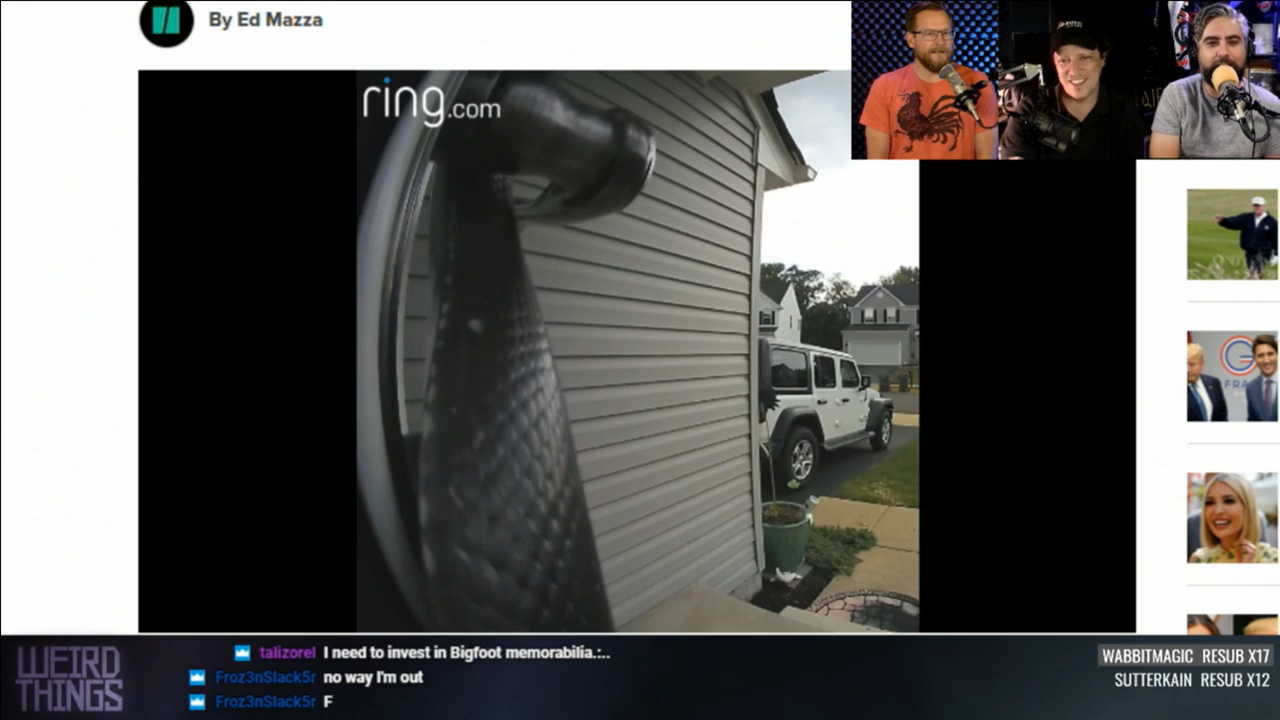 By Ed Mazza
ring.com
G
FRA
WEIRD
THINGS
talizorel I need to invest in Bigfoot memorabilia.:..
Froz3nSlack5r no way I'm out
Froz3nSlack5r F
WABBITMAGIC RESUB X17
SUTTERKAIN RESUB X12